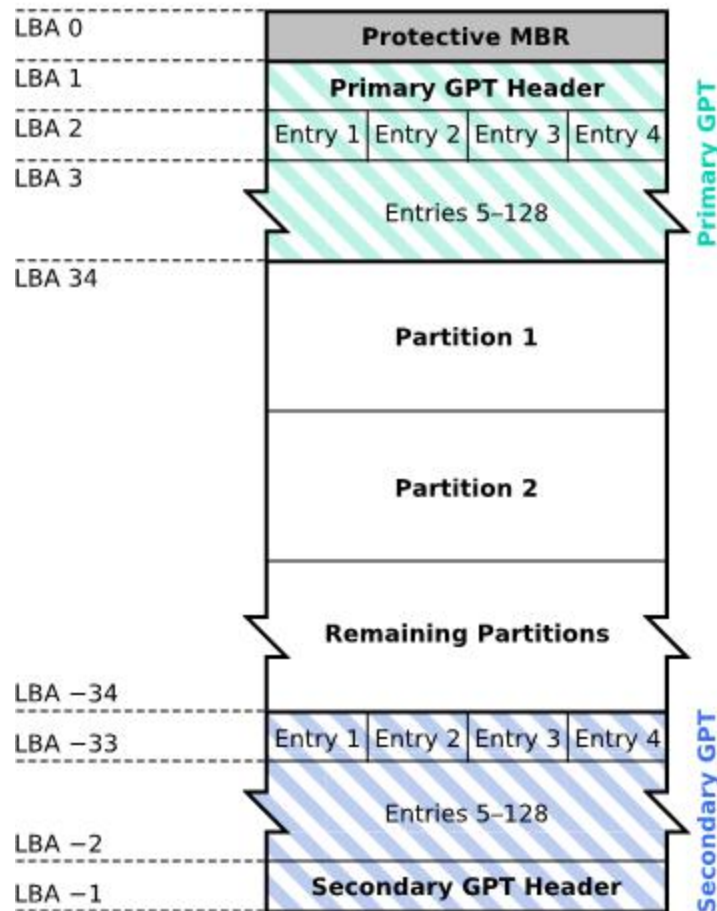 LBA 0
Protective MBR
LBA 1
Primary GPT Header
LBA 2
Entry 1 Entry 2 Entry 3 Entry 4
LBA 3
Entries 5–128
Primary GPT
LBA 34
Partition 1
Partition 2
Remaining Partitions
LBA −34
LBA −33
Entry 1 Entry 2 Entry 3 Entry 4
Entries 5–128
LBA −2
Secondary GPT Header
LBA −1
Secondary GPT